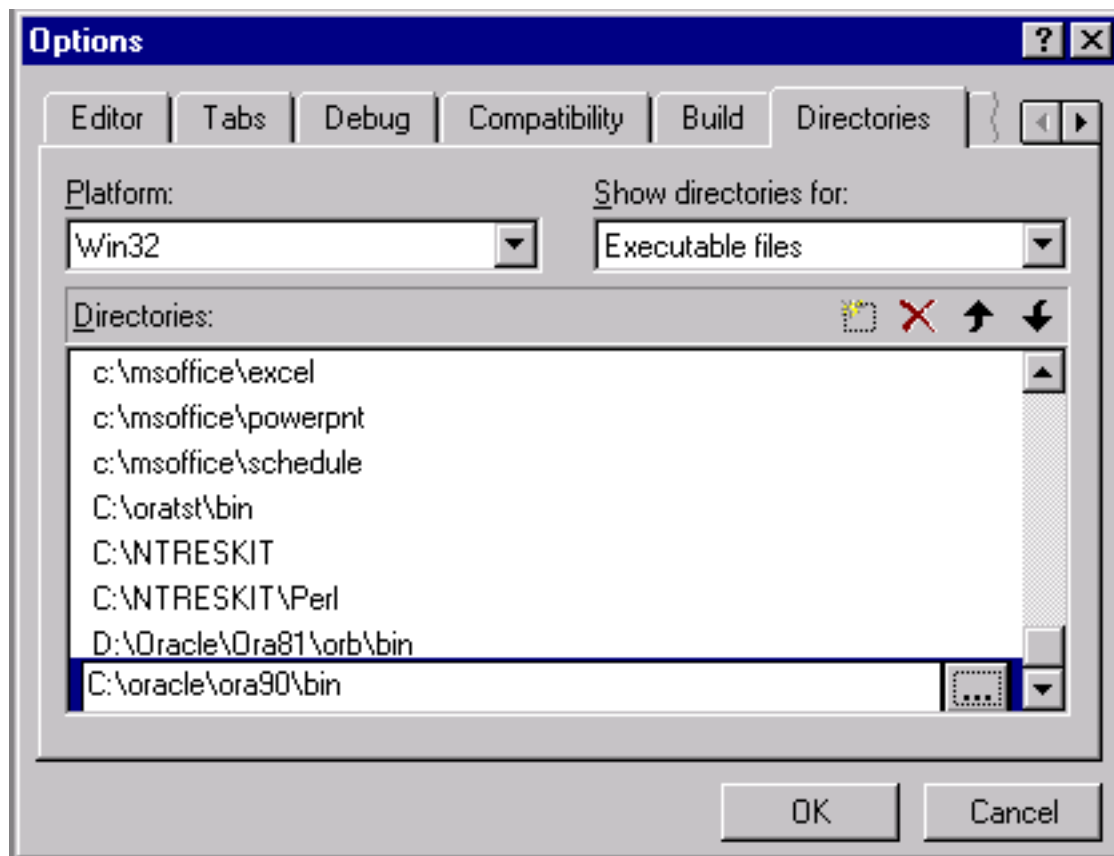 Options
Editor Tabs Debug Compatibility Build Directories
Platform: Show directories for:
Win32 Executable files
Directories:
c:\msoffice\excel
c:\msoffice\powerpnt
c:\msoffice\schedule
C:\oratst\bin
C:\NTRESKIT
C:\NTRESKIT\Perl
D:\Oracle\Ora81\orb\bin
C:\oracle\ora90\bin ...
OK Cancel